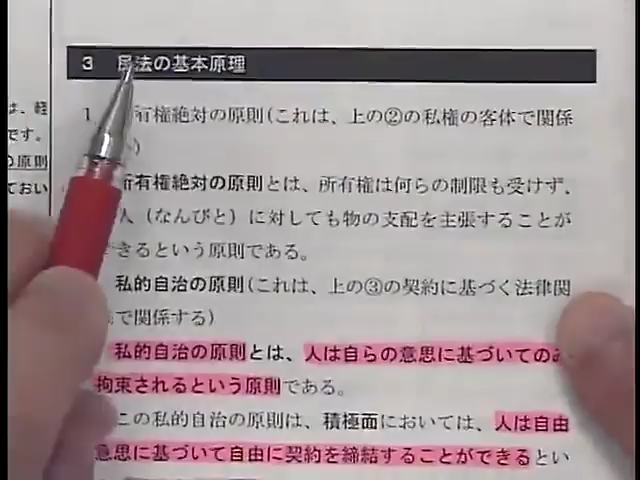 3 民法の基本原理
1 有権絶対の原則(これは、上の②の私権の客体で関係
)
所有権絶対の原則とは、所有権は何らの制限も受けず、
人（なんぴと）に対しても物の支配を主張することが
きるという原則である。
私的自治の原則(これは、上の③の契約に基づく法律関
で関係する)
私的自治の原則とは、人は自らの意思に基づいてのみ
拘束されるという原則である。
この私的自治の原則は、積極面においては、人は自由
意思に基づいて自由に契約を締結することができるとい
は、軽
です。
の原則
ておい